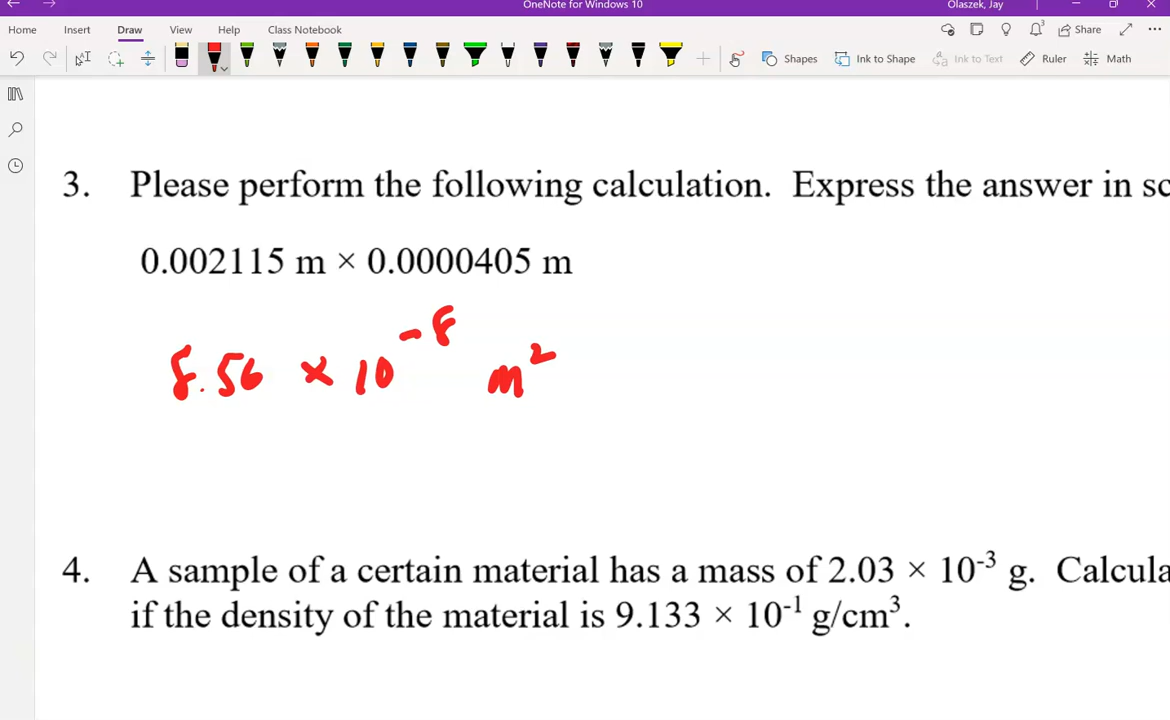 OneNote for Windows 10
Olaszek, Jay
Home Insert Draw View Help Class Notebook
3 Share
Shapes Ink to Shape Ink to Text Ruler Math
3. Please perform the following calculation. Express the answer in sc
0.002115 m × 0.0000405 m
8.56 × 10⁻⁸ m²
4. A sample of a certain material has a mass of 2.03 × 10⁻³ g. Calcula
if the density of the material is 9.133 × 10⁻¹ g/cm³.